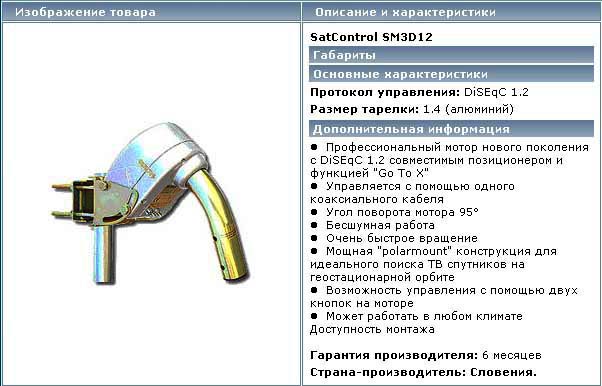 Изображение товара
Описание и характеристики
SatControl SM3D12
Габариты
Основные характеристики
Протокол управления: DiSEqC 1.2
Размер тарелки: 1.4 (алюминий)
Дополнительная информация
● Профессиональный мотор нового поколения
с DiSEqC 1.2 совместимым позиционером и
функцией "Go To X"
● Управляется с помощью одного
коаксиального кабеля
● Угол поворота мотора 95°
● Бесшумная работа
● Очень быстрое вращение
● Мощная "polarmount" конструкция для
идеального поиска ТВ спутников на
геостационарной орбите
● Возможность управления с помощью двух
кнопок на моторе
● Может работать в любом климате
Доступность монтажа
Гарантия производителя: 6 месяцев
Страна-производитель: Словения.